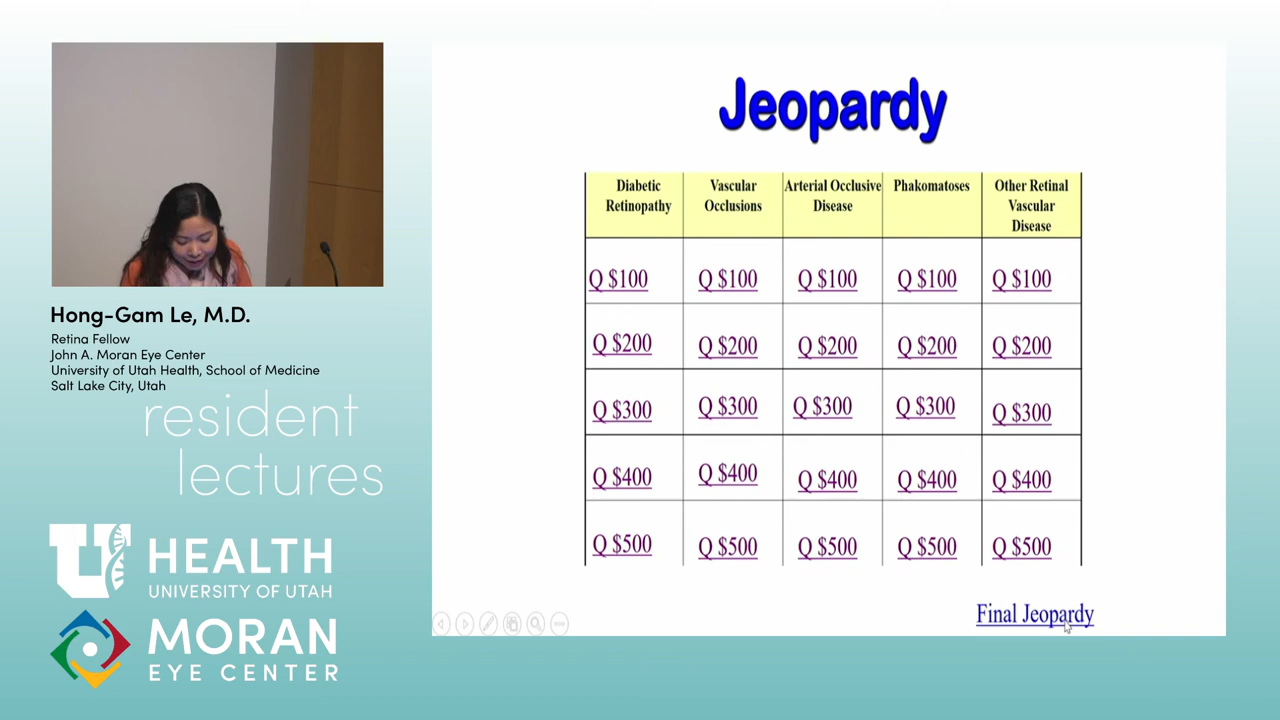 Jeopardy
Diabetic Retinopathy
Vascular Occlusions
Arterial Occlusive Disease
Phakomatoses
Other Retinal Vascular Disease
Q $100 Q $100 Q $100 Q $100 Q $100
Q $200 Q $200 Q $200 Q $200 Q $200
Q $300 Q $300 Q $300 Q $300 Q $300
Q $400 Q $400 Q $400 Q $400 Q $400
Q $500 Q $500 Q $500 Q $500 Q $500
Final Jeopardy
Hong-Gam Le, M.D.
Retina Fellow
John A. Moran Eye Center
University of Utah Health, School of Medicine
Salt Lake City, Utah
resident
lectures
U HEALTH
UNIVERSITY OF UTAH
MORAN
EYE CENTER